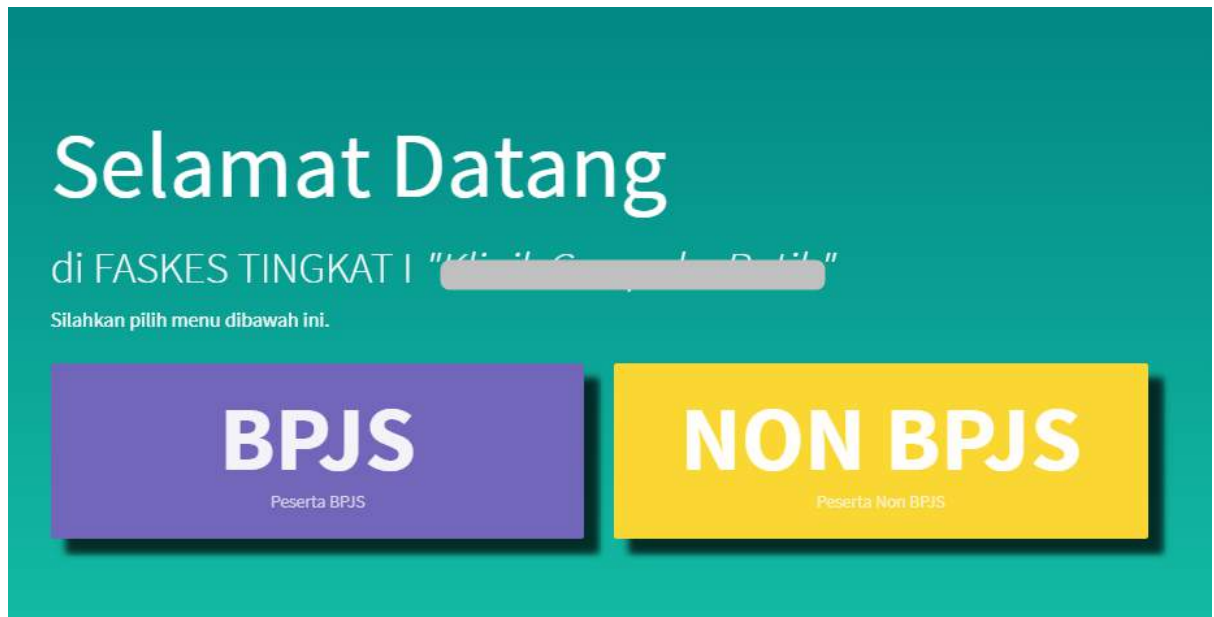 Selamat Datang
di FASKES TINGKAT I
Silahkan pilih menu dibawah ini.
BPJS
Peserta BPJS
NON BPJS
Peserta Non BPJS